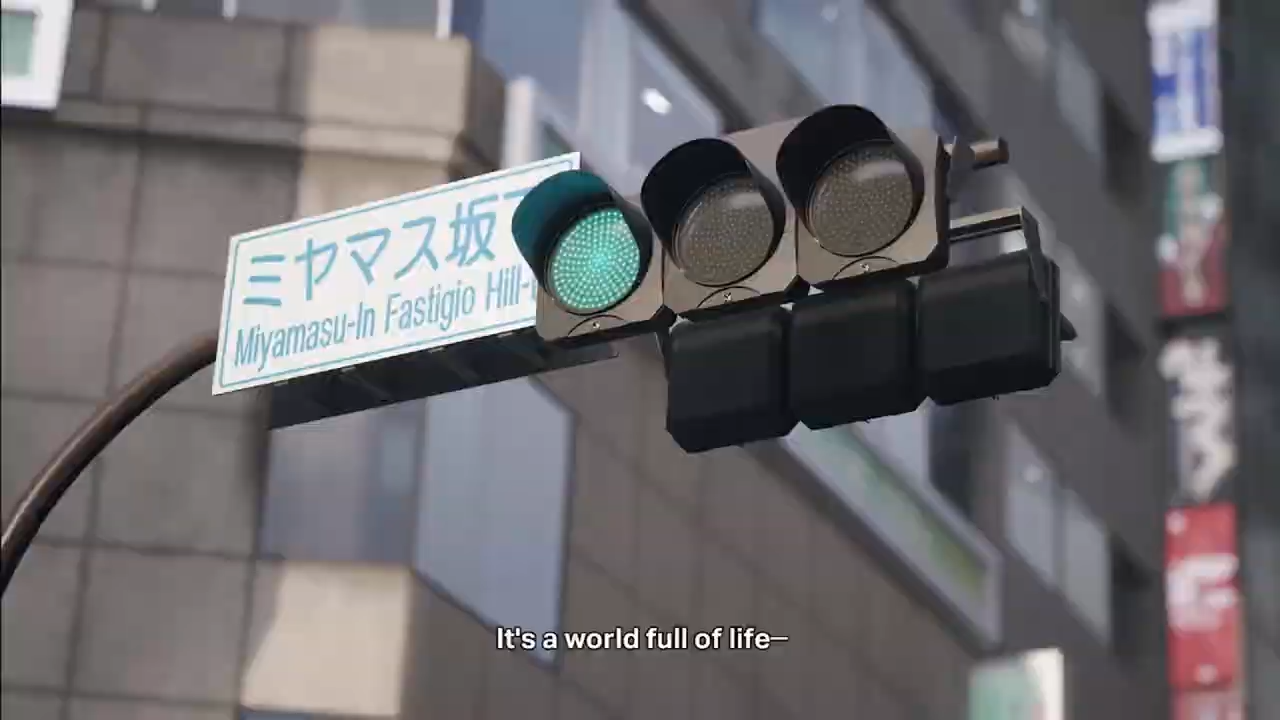 ミヤマス坂
Miyamasu-In Fastigio Hill-
It's a world full of life—